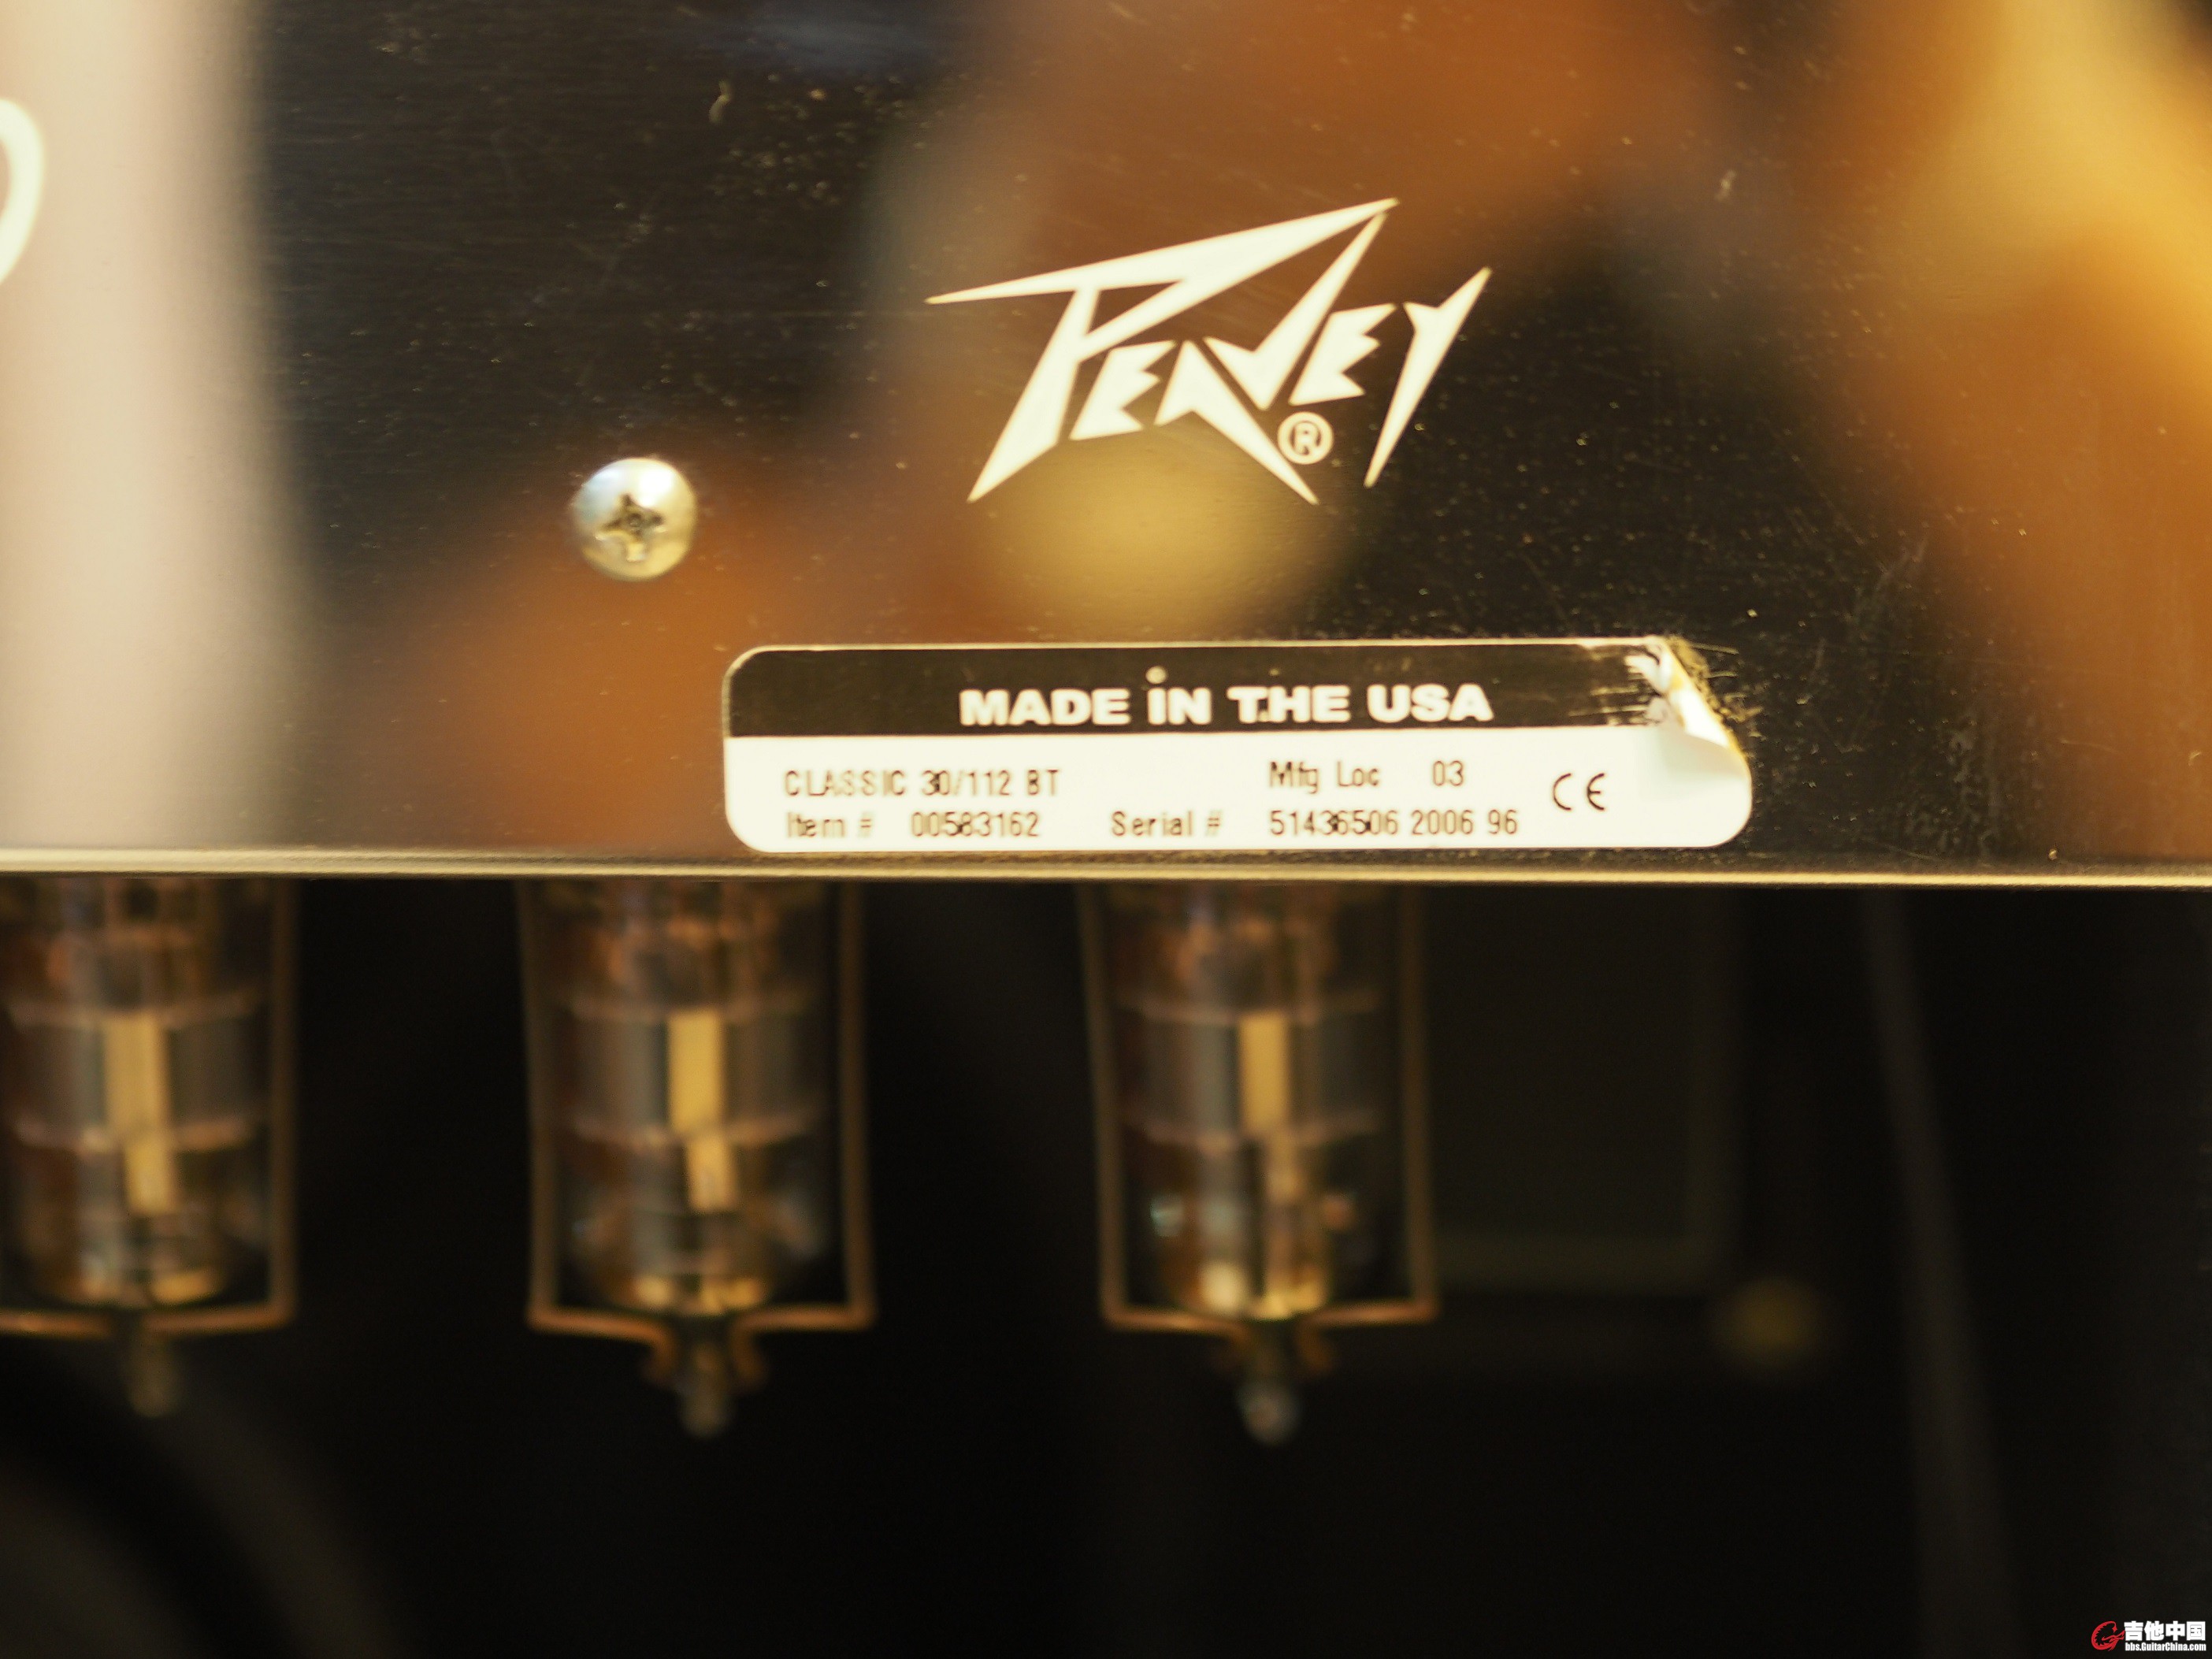 PEAVEY®
MADE IN THE USA
CLASSIC 30/112 BT Mfg Loc 03 CE
Item # 00583162 Serial # 51436506 2006 96
吉他中国
bbs.GuitarChina.com